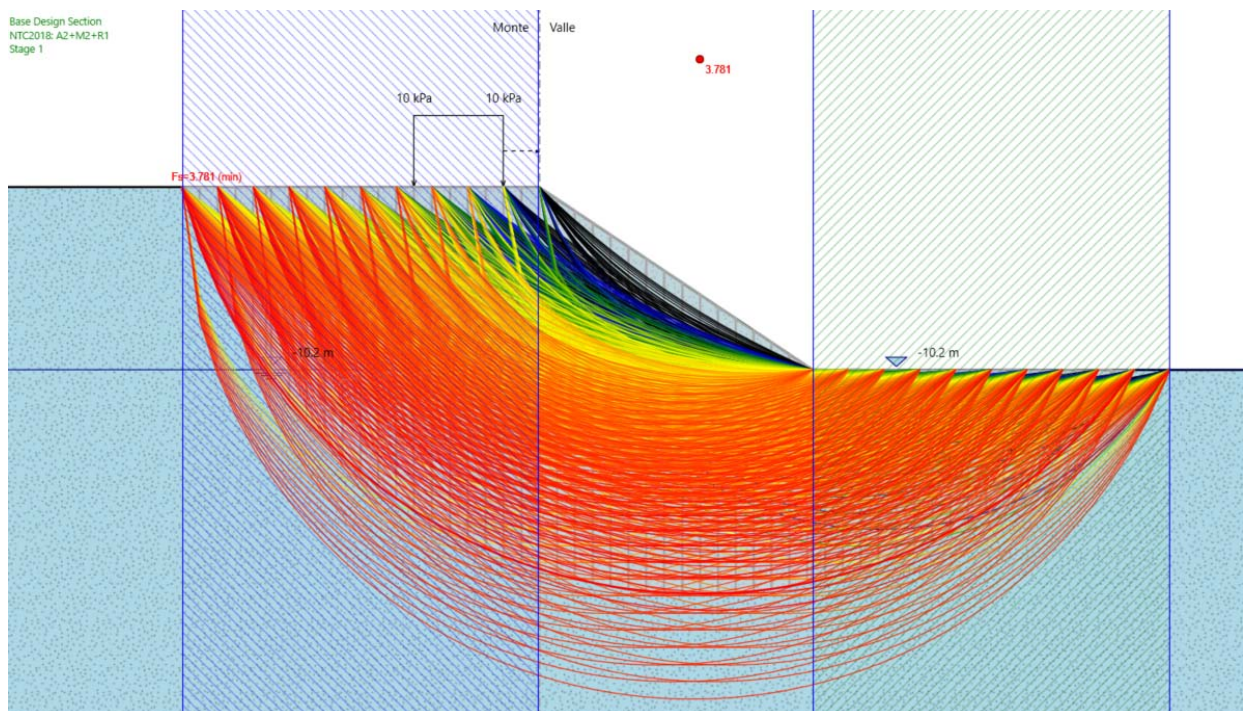 Base Design Section
NTC2018: A2+M2+R1
Stage 1
Monte
Valle
3.781
10 kPa
10 kPa
Fs=3.781 (min)
-10.2 m
-10.2 m